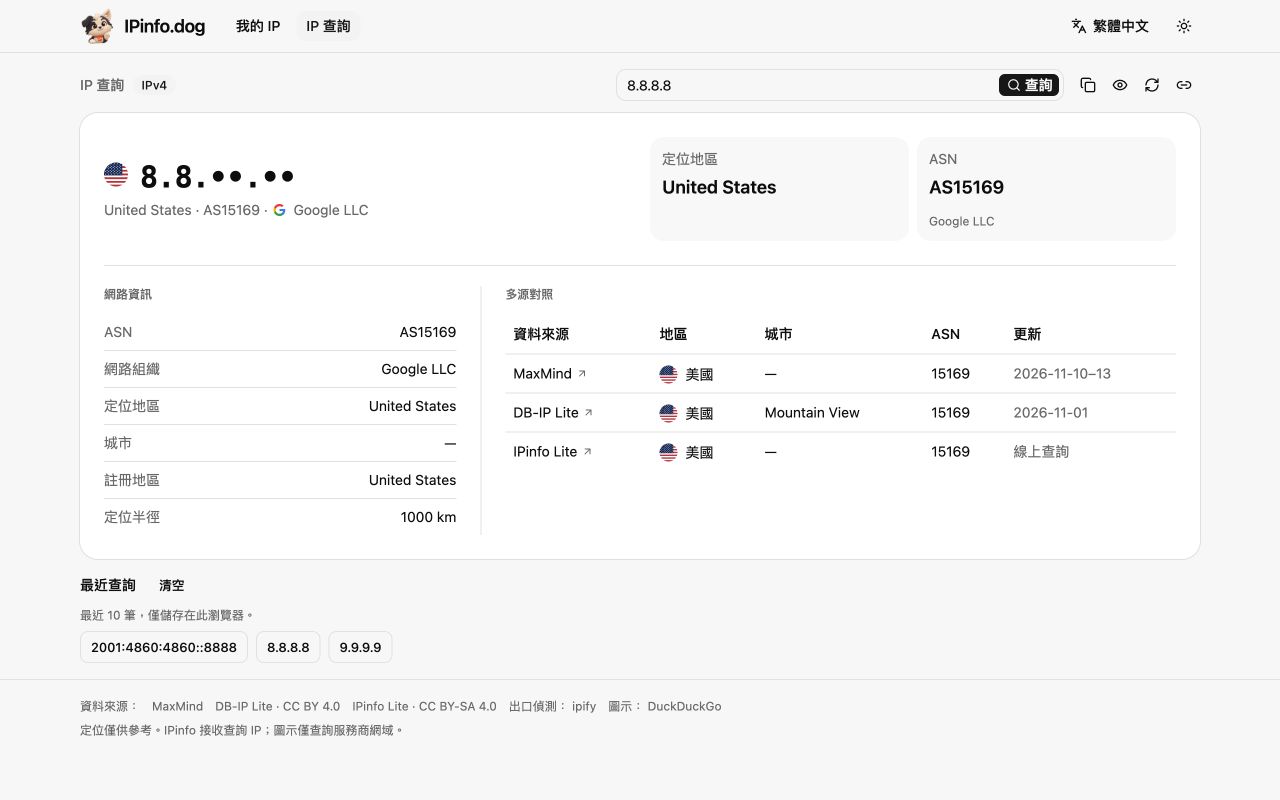 IPinfo.dog 我的 IP IP 查詢 繁體中文
IP 查詢 IPv4 8.8.8.8 查詢
8.8.••.••
United States · AS15169 · Google LLC
定位地區
United States
ASN
AS15169
Google LLC
網路資訊
ASN AS15169
網路組織 Google LLC
定位地區 United States
城市 —
註冊地區 United States
定位半徑 1000 km
多源對照
資料來源 地區 城市 ASN 更新
MaxMind ↗ 美國 — 15169 2026-11-10–13
DB-IP Lite ↗ 美國 Mountain View 15169 2026-11-01
IPinfo Lite ↗ 美國 — 15169 線上查詢
最近查詢 清空
最近 10 筆，僅儲存在此瀏覽器。
2001:4860:4860::8888 8.8.8.8 9.9.9.9
資料來源： MaxMind DB-IP Lite · CC BY 4.0 IPinfo Lite · CC BY-SA 4.0 出口偵測： ipify 圖示： DuckDuckGo
定位僅供參考。IPinfo 接收查詢 IP；圖示僅查詢服務商網域。